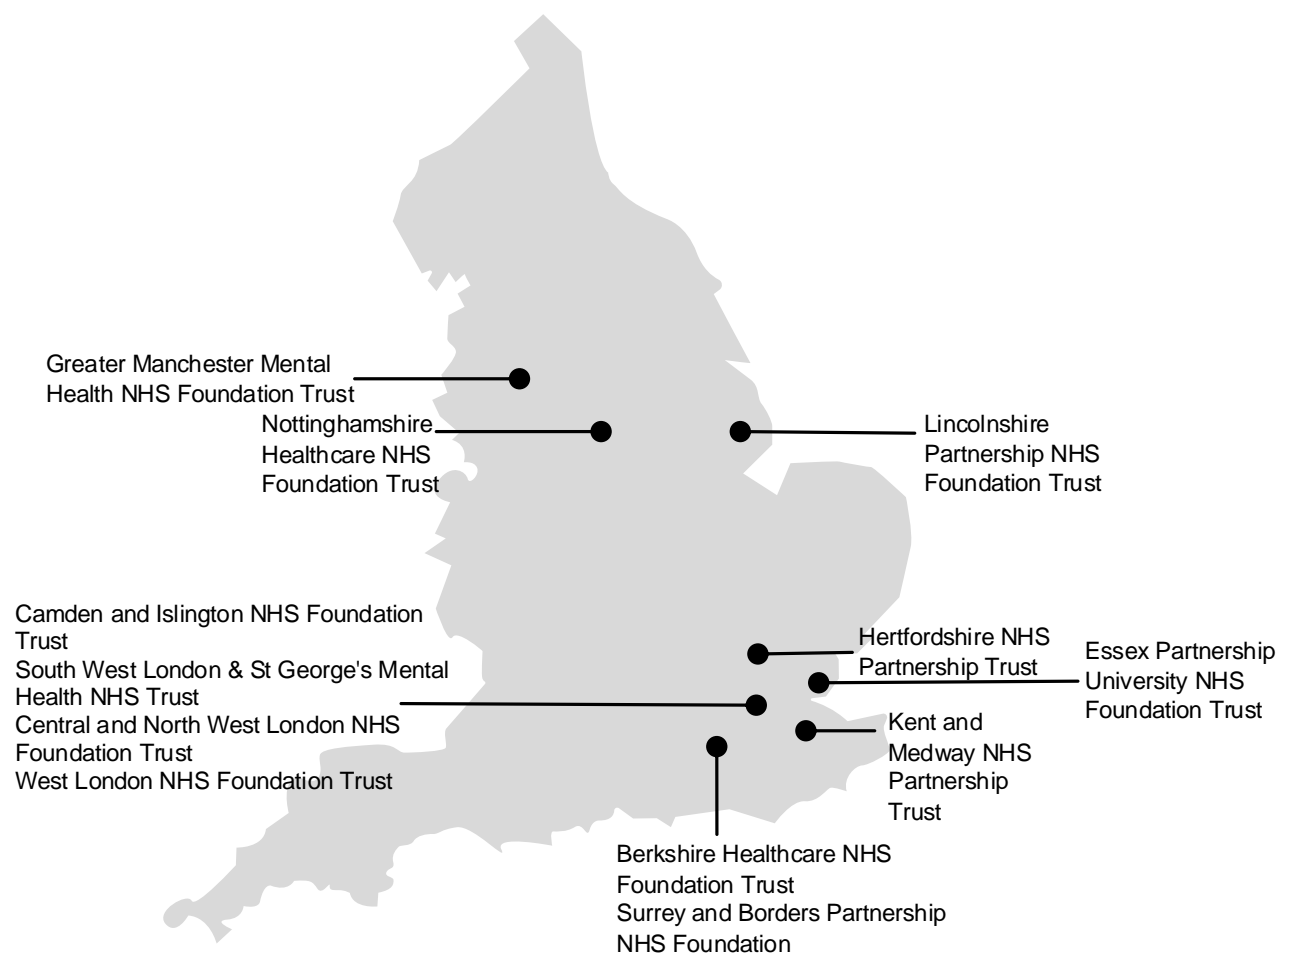 Greater Manchester Mental
Health NHS Foundation Trust
Nottinghamshire
Healthcare NHS
Foundation Trust
Lincolnshire
Partnership NHS
Foundation Trust
Camden and Islington NHS Foundation
Trust
South West London & St George's Mental
Health NHS Trust
Central and North West London NHS
Foundation Trust
West London NHS Foundation Trust
Hertfordshire NHS
Partnership Trust
Essex Partnership
University NHS
Foundation Trust
Kent and
Medway NHS
Partnership
Trust
Berkshire Healthcare NHS
Foundation Trust
Surrey and Borders Partnership
NHS Foundation